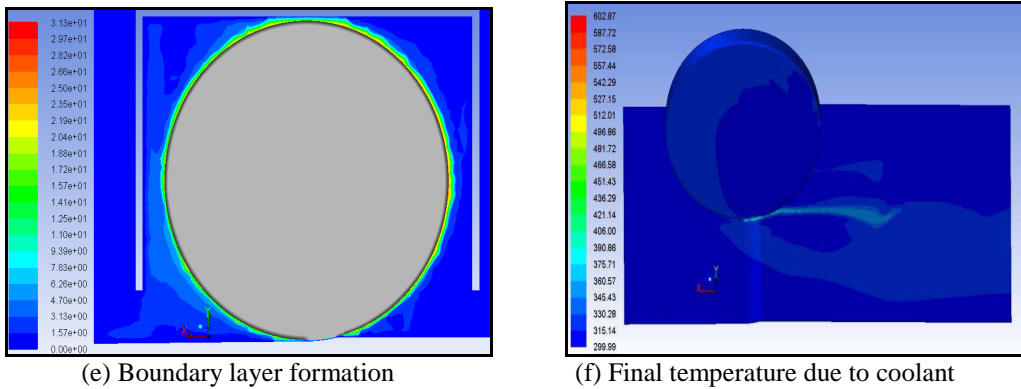 3.13e+01
2.97e+01
2.82e+01
2.66e+01
2.50e+01
2.35e+01
2.19e+01
2.04e+01
1.88e+01
1.72e+01
1.57e+01
1.41e+01
1.25e+01
1.10e+01
9.39e+00
7.83e+00
6.26e+00
4.70e+00
3.13e+00
1.57e+00
0.00e+00
Y
X
(e) Boundary layer formation
602.87
587.72
572.58
557.44
542.29
527.15
512.01
496.86
481.72
466.58
451.43
436.29
421.14
406.00
390.86
375.71
360.57
345.43
330.28
315.14
299.99
Y
X
(f) Final temperature due to coolant